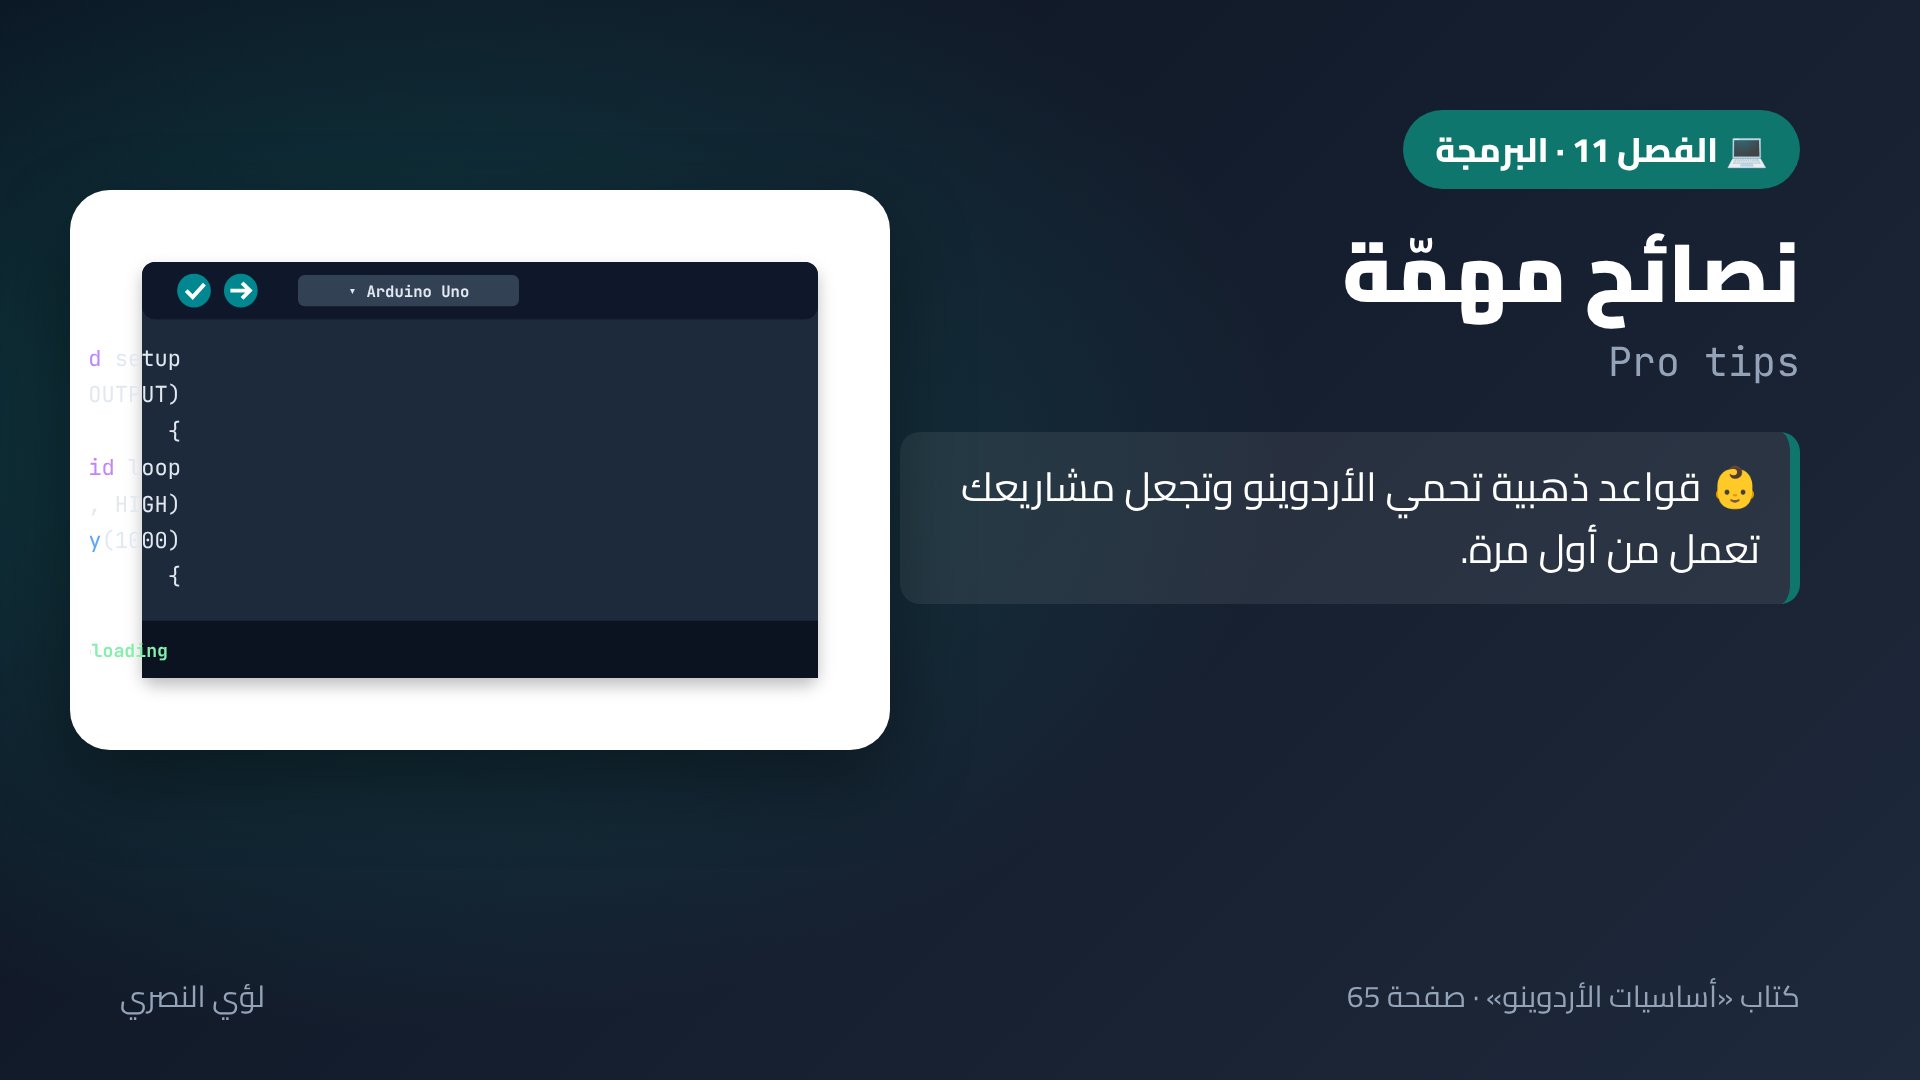 💻 الفصل 11 · البرمجة
نصائح مهمّة
Pro tips
👶 قواعد ذهبية تحمي الأردوينو وتجعل مشاريعك
تعمل من أول مرة.
▾ Arduino Uno
d setup
OUTPUT)
{
id loop
, HIGH)
y(1000)
{
loading
كتاب «أساسيات الأردوينو» · صفحة 65
لؤي النصري